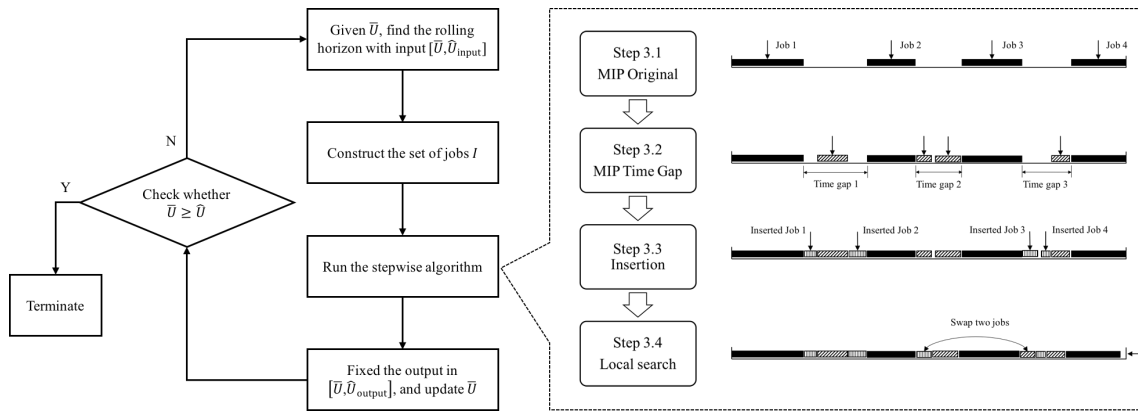 Given U̅, find the rolling
horizon with input [U̅,Û_input]
Construct the set of jobs I
Run the stepwise algorithm
Fixed the output in
[U̅,Û_output], and update U̅
N
Y
Check whether
U̅ ≥ Û
Terminate
Step 3.1
MIP Original
Step 3.2
MIP Time Gap
Step 3.3
Insertion
Step 3.4
Local search
Job 1
Job 2
Job 3
Job 4
Time gap 1
Time gap 2
Time gap 3
Inserted Job 1
Inserted Job 2
Inserted Job 3
Inserted Job 4
Swap two jobs